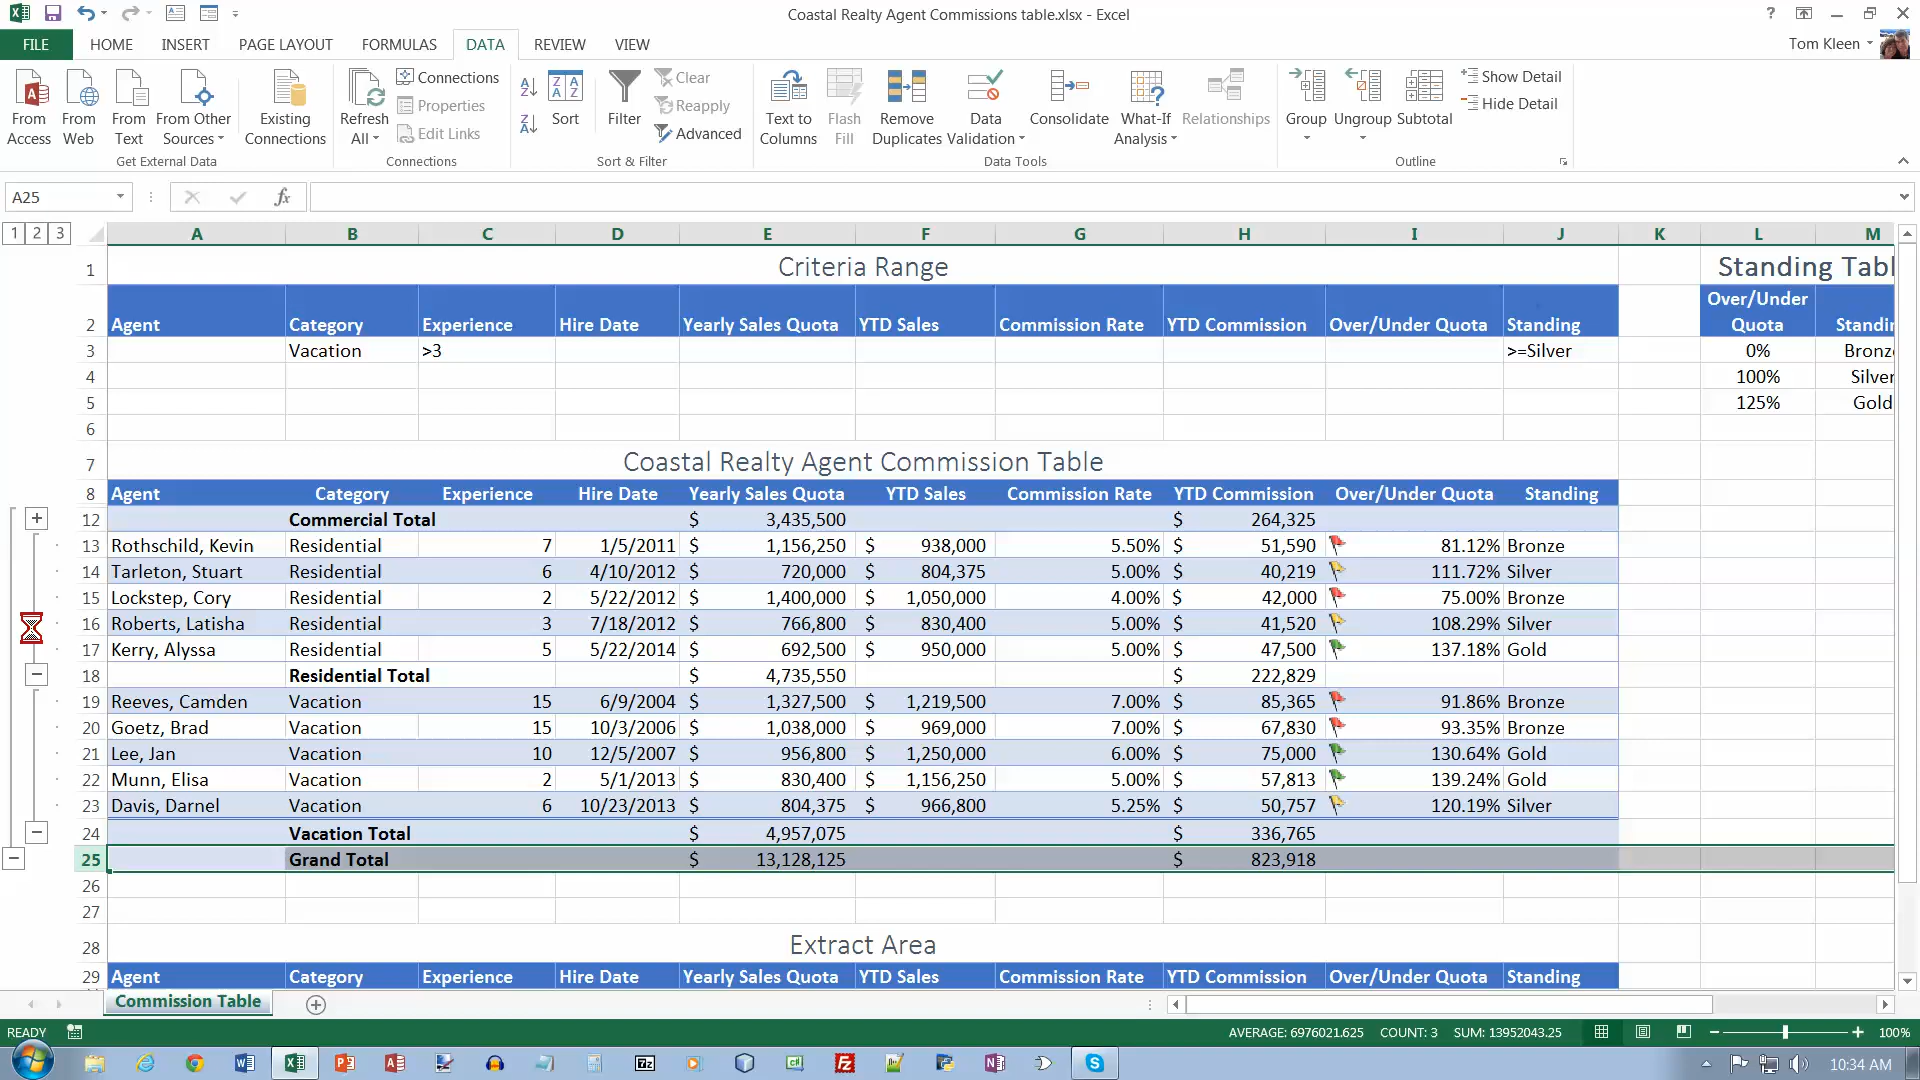 Coastal Realty Agent Commissions table.xlsx - Excel
?
FILE HOME INSERT PAGE LAYOUT FORMULAS DATA REVIEW VIEW Tom Kleen
From Access
From Web
From Text
From Other Sources
Existing Connections
Get External Data
Refresh All
Connections
Properties
Edit Links
Connections
Sort
Filter
Clear
Reapply
Advanced
Sort & Filter
Text to Columns
Flash Fill
Remove Duplicates
Data Validation
Consolidate
What-If Analysis
Relationships
Data Tools
Group
Ungroup
Subtotal
Show Detail
Hide Detail
Outline
A25 fx
1 2 3 A B C D E F G H I J K L M
1 Criteria Range Standing Tabl
2 Agent Category Experience Hire Date Yearly Sales Quota YTD Sales Commission Rate YTD Commission Over/Under Quota Standing Over/Under Quota Standin
3 Vacation >3 >=Silver 0% Bronze
4 100% Silver
5 125% Gold
6
7 Coastal Realty Agent Commission Table
8 Agent Category Experience Hire Date Yearly Sales Quota YTD Sales Commission Rate YTD Commission Over/Under Quota Standing
12 Commercial Total $ 3,435,500 $ 264,325
13 Rothschild, Kevin Residential 7 1/5/2011 $ 1,156,250 $ 938,000 5.50% $ 51,590 81.12% Bronze
14 Tarleton, Stuart Residential 6 4/10/2012 $ 720,000 $ 804,375 5.00% $ 40,219 111.72% Silver
15 Lockstep, Cory Residential 2 5/22/2012 $ 1,400,000 $ 1,050,000 4.00% $ 42,000 75.00% Bronze
16 Roberts, Latisha Residential 3 7/18/2012 $ 766,800 $ 830,400 5.00% $ 41,520 108.29% Silver
17 Kerry, Alyssa Residential 5 5/22/2014 $ 692,500 $ 950,000 5.00% $ 47,500 137.18% Gold
18 Residential Total $ 4,735,550 $ 222,829
19 Reeves, Camden Vacation 15 6/9/2004 $ 1,327,500 $ 1,219,500 7.00% $ 85,365 91.86% Bronze
20 Goetz, Brad Vacation 15 10/3/2006 $ 1,038,000 $ 969,000 7.00% $ 67,830 93.35% Bronze
21 Lee, Jan Vacation 10 12/5/2007 $ 956,800 $ 1,250,000 6.00% $ 75,000 130.64% Gold
22 Munn, Elisa Vacation 2 5/1/2013 $ 830,400 $ 1,156,250 5.00% $ 57,813 139.24% Gold
23 Davis, Darnel Vacation 6 10/23/2013 $ 804,375 $ 966,800 5.25% $ 50,757 120.19% Silver
24 Vacation Total $ 4,957,075 $ 336,765
25 Grand Total $ 13,128,125 $ 823,918
26
27
28 Extract Area
29 Agent Category Experience Hire Date Yearly Sales Quota YTD Sales Commission Rate YTD Commission Over/Under Quota Standing
Commission Table
READY AVERAGE: 6976021.625 COUNT: 3 SUM: 13952043.25 100%
10:34 AM